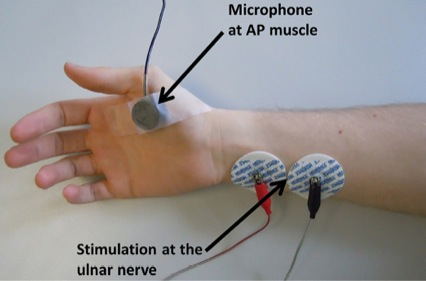 Microphone
at AP muscle
Stimulation at the
ulnar nerve